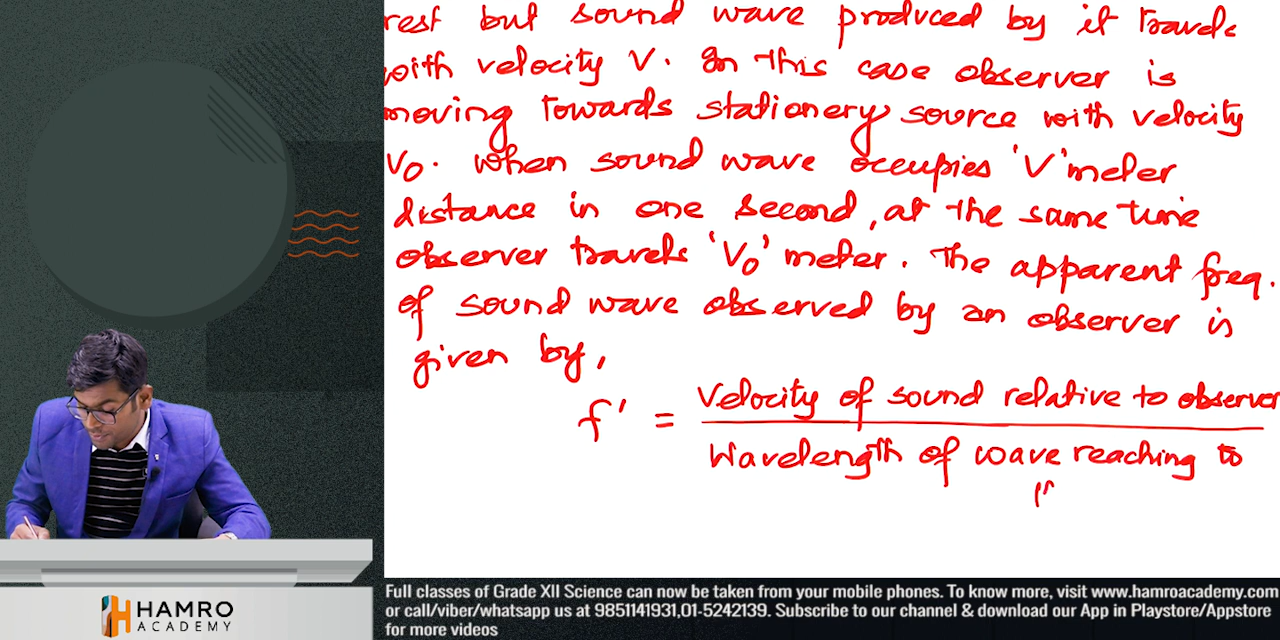 rest but sound wave produced by it travels
with velocity V. In this case observer is
moving towards stationery source with velocity
Vo. When sound wave occupies 'V' meter
distance in one second, at the same time
observer travels 'Vo' meter. The apparent freq.
of sound wave observed by an observer is
given by,
f' = Velocity of sound relative to observer
Wavelength of wave reaching to
HAMRO
ACADEMY
Full classes of Grade XII Science can be taken from your mobile phones. To know more, visit www.hamroacademy.com
or call/viber/whatsapp us at 9851141931,01-5242139. Subscribe to our channel & download our App in Playstore/Appstore
for more videos